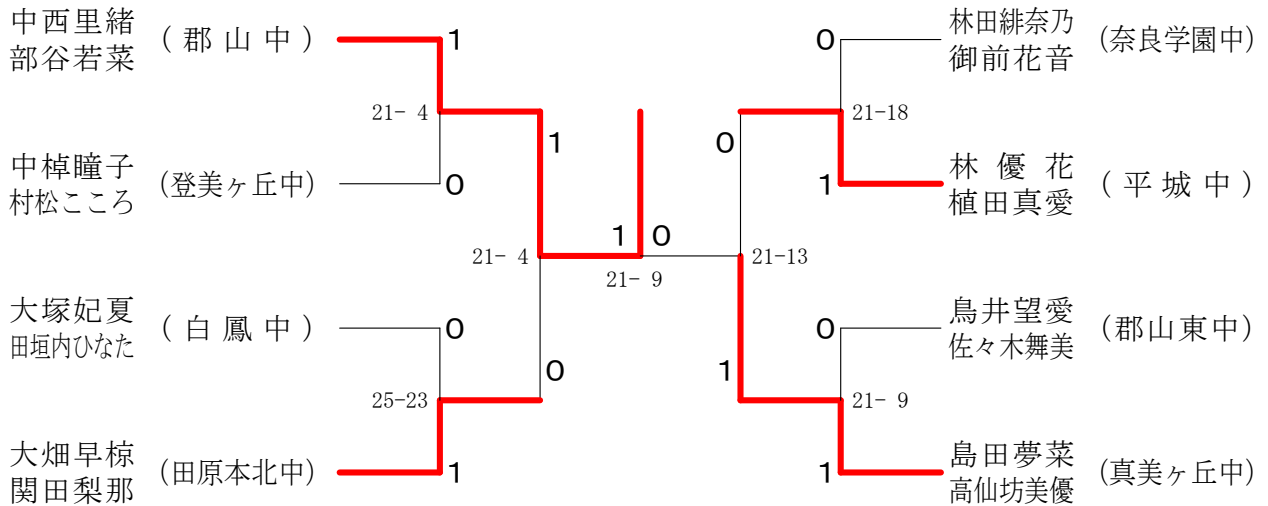 中西里緒
部谷若菜
(郡山中)
1
21- 4
中棹瞳子
村松こころ
(登美ヶ丘中)
0
1
21- 4
大塚妃夏
田垣内ひなた
(白鳳中)
0
25-23
0
大畑早椋
関田梨那
(田原本北中)
1
1 0
21- 9
林田緋奈乃
御前花音
(奈良学園中)
0
21-18
0
林優花
植田真愛
(平城中)
1
21-13
鳥井望愛
佐々木舞美
(郡山東中)
0
1
21- 9
島田夢菜
高仙坊美優
(真美ヶ丘中)
1